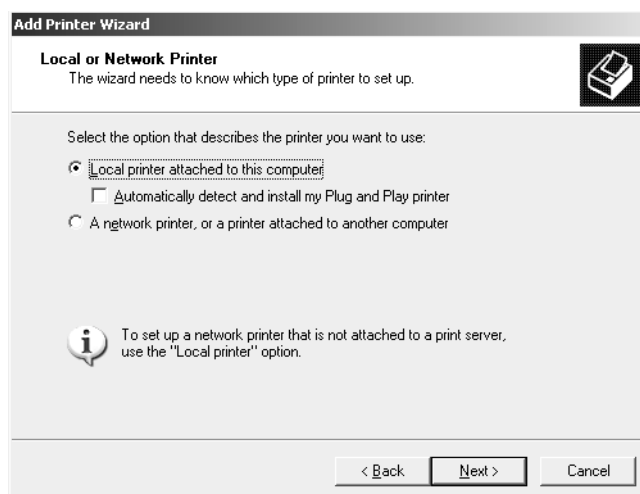 Add Printer Wizard
Local or Network Printer
The wizard needs to know which type of printer to set up.
Select the option that describes the printer you want to use:
Local printer attached to this computer
Automatically detect and install my Plug and Play printer
A network printer, or a printer attached to another computer
To set up a network printer that is not attached to a print server,
use the "Local printer" option.
< Back
Next >
Cancel